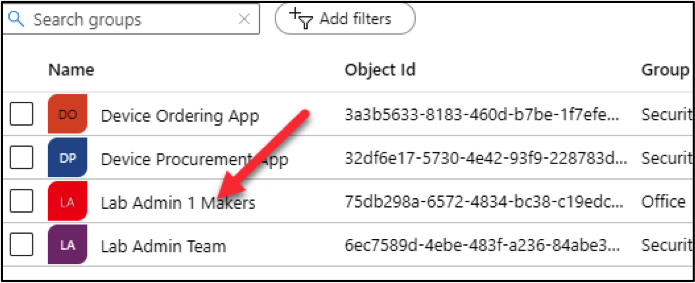 Search groups
Add filters
Name Object Id Group
DO Device Ordering App 3a3b5633-8183-460d-b7be-1f7efe... Securit
DP Device Procurement App 32df6e17-5730-4e42-93f9-228783d... Securit
LA Lab Admin 1 Makers 75db298a-6572-4834-bc38-c19edc... Office
LA Lab Admin Team 6ec7589d-4ebe-483f-a236-84abe3... Securit